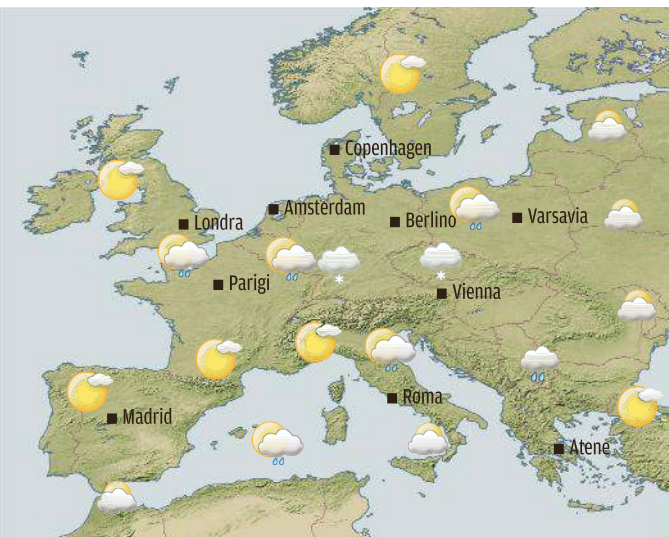 Copenhagen
Amsterdam
Londra
Berlino
Varsavia
Parigi
Vienna
Roma
Madrid
Atene